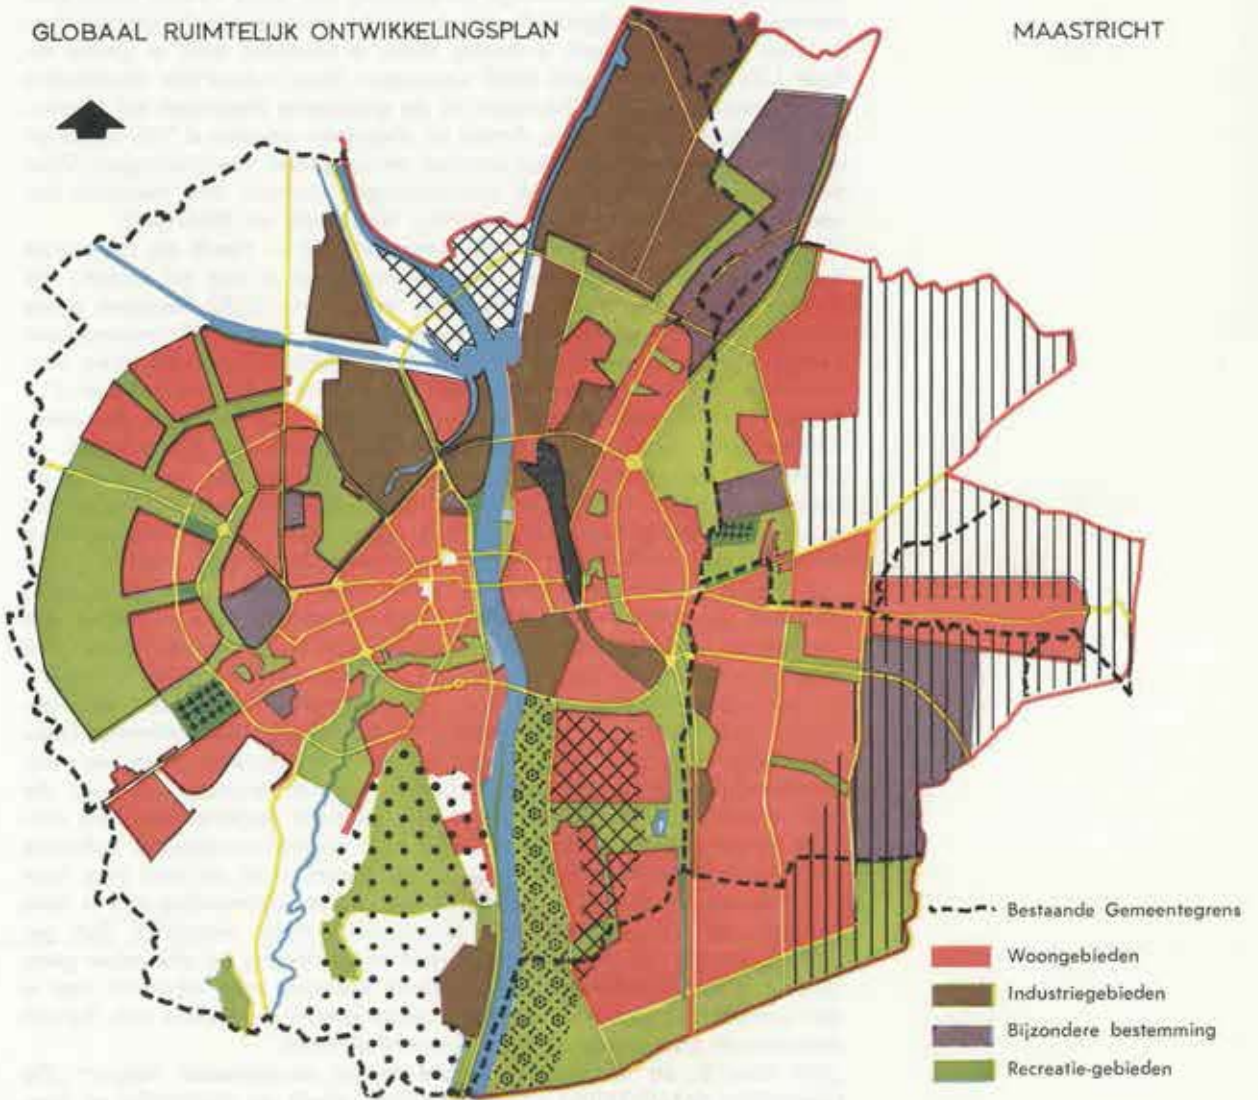 GLOBAAL RUIMTELIJK ONTWIKKELINGSPLAN
MAASTRICHT
Bestaande Gemeentegrens
Woongebieden
Industriegebieden
Bijzondere bestemming
Recreatie-gebieden